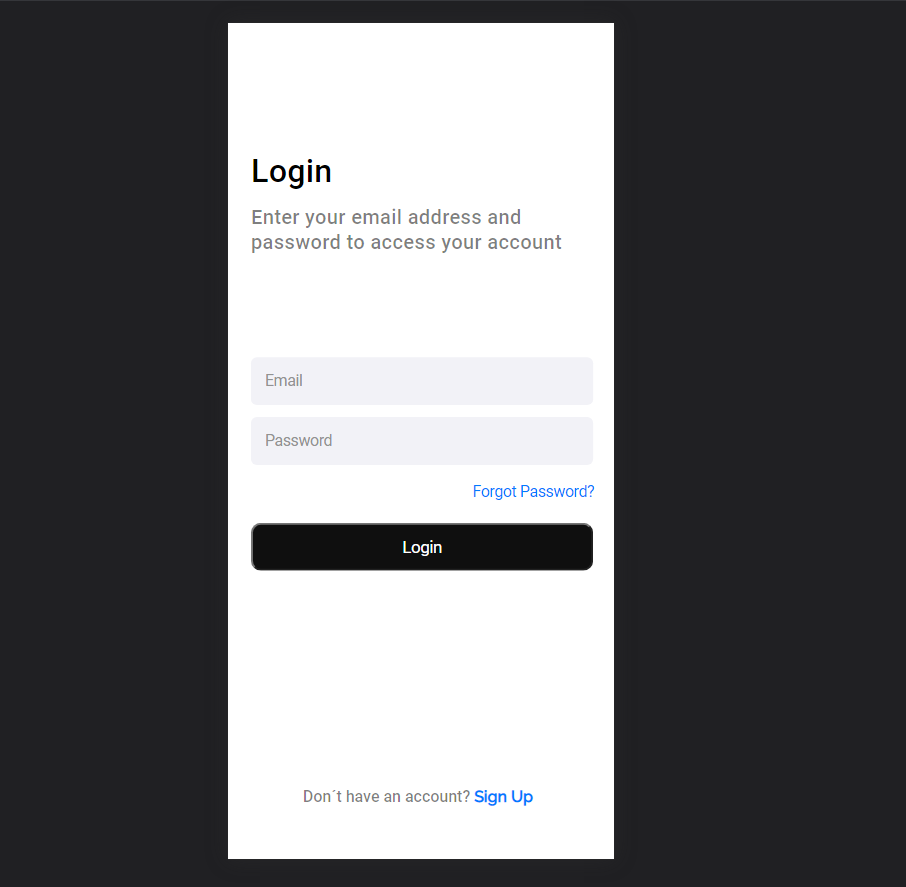 Login
Enter your email address and
password to access your account
Email
Password
Forgot Password?
Login
Don´t have an account? Sign Up